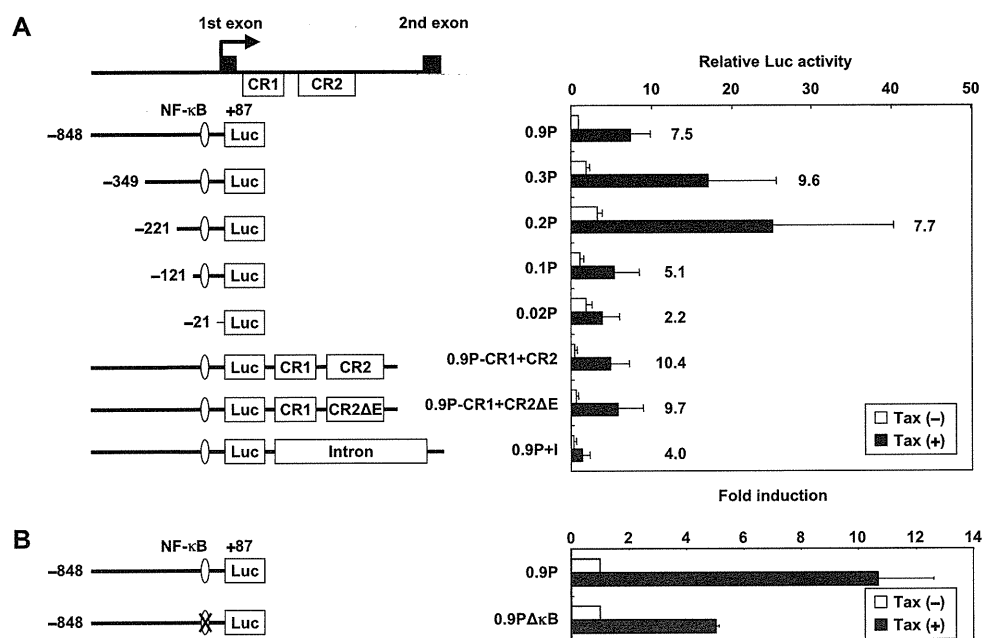 A
1st exon
2nd exon
CR1
CR2
Relative Luc activity
0 10 20 30 40 50
NF-κB +87
–848 Luc
0.9P 7.5
–349 Luc
0.3P 9.6
–221 Luc
0.2P 7.7
–121 Luc
0.1P 5.1
–21 Luc
0.02P 2.2
Luc CR1 CR2
0.9P-CR1+CR2 10.4
Luc CR1 CR2ΔE
0.9P-CR1+CR2ΔE 9.7
Luc Intron
0.9P+I 4.0
Tax (–)
Tax (+)
B
Fold induction
0 2 4 6 8 10 12 14
NF-κB +87
–848 Luc
0.9P
–848 Luc
0.9PΔκB
Tax (–)
Tax (+)